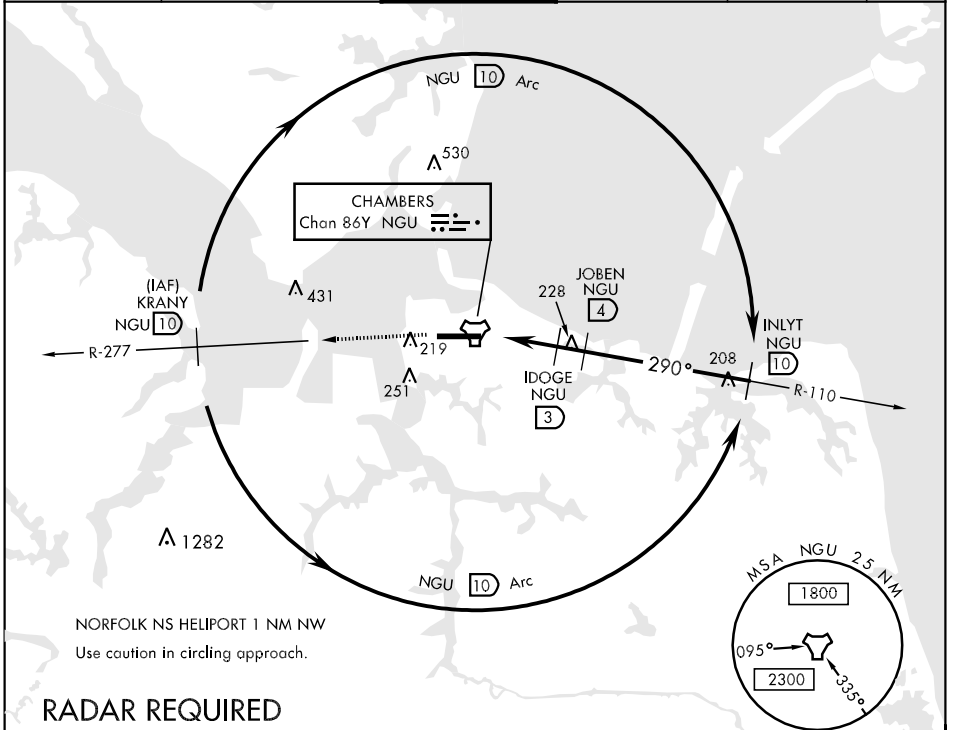 NGU 10 Arc
530
CHAMBERS
Chan 86Y NGU
(IAF)
KRANY
NGU 10
431
JOBEN
NGU
4
228
INLYT
NGU
10
R-277
219
290°
208
251
IDOGE
NGU
3
R-110
1282
NGU 10 Arc
MSA NGU 25 NM
1800
095°
2300
335°
NORFOLK NS HELIPORT 1 NM NW
Use caution in circling approach.
RADAR REQUIRED